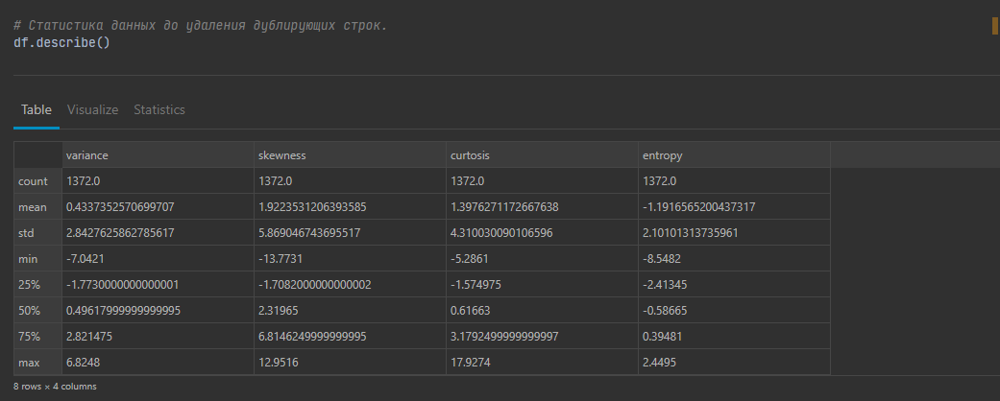 # Статистика данных до удаления дублирующих строк.
df.describe()
Table Visualize Statistics
variance skewness curtosis entropy
count 1372.0 1372.0 1372.0 1372.0
mean 0.4337352570699707 1.9223531206393585 1.3976271172667638 -1.1916565200437317
std 2.8427625862785617 5.869046743695517 4.310030090106596 2.10101313735961
min -7.0421 -13.7731 -5.2861 -8.5482
25% -1.7730000000000001 -1.7082000000000002 -1.574975 -2.41345
50% 0.49617999999999995 2.31965 0.61663 -0.58665
75% 2.821475 6.8146249999999995 3.1792499999999997 0.39481
max 6.8248 12.9516 17.9274 2.4495
8 rows × 4 columns